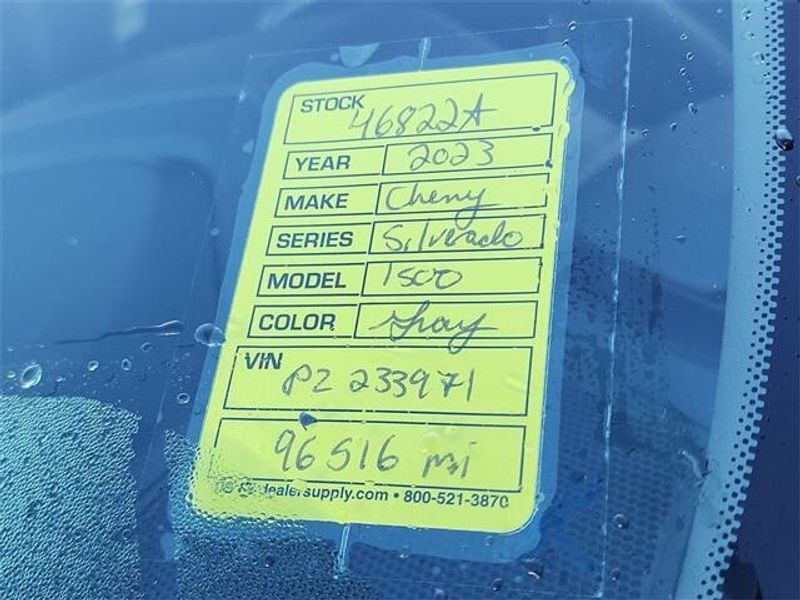 STOCK
46822A
YEAR 2023
MAKE Chevy
SERIES Silverado
MODEL 1500
COLOR Gray
VIN
PZ 233971
96516 mi
dealersupply.com • 800-521-3870